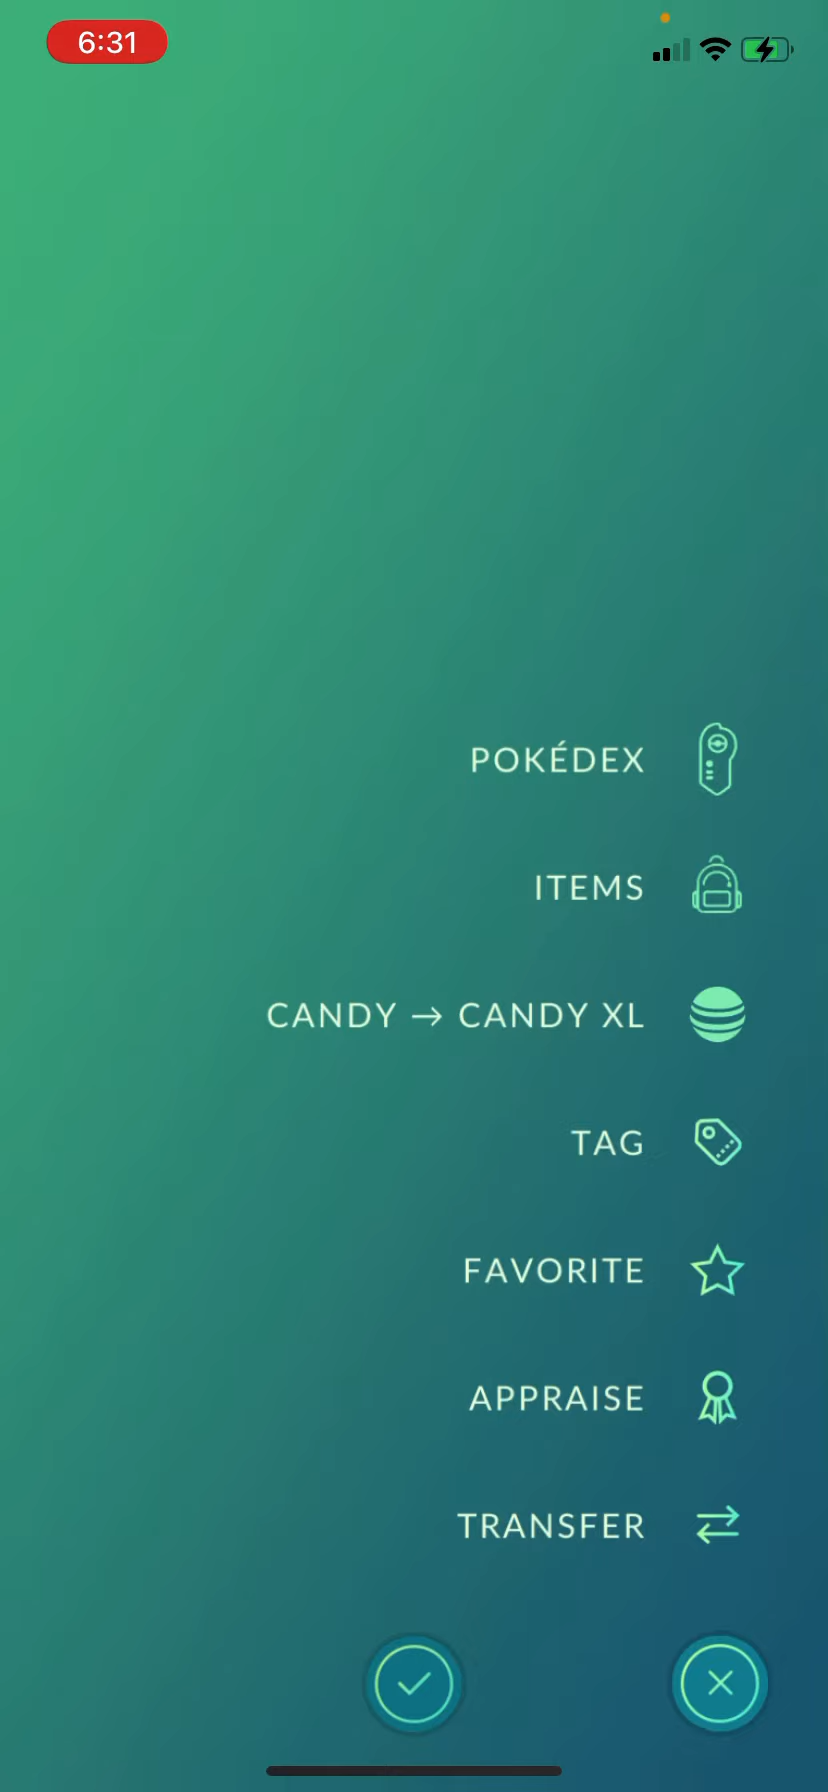 6:31
POKÉDEX
ITEMS
CANDY → CANDY XL
TAG
FAVORITE
APPRAISE
TRANSFER